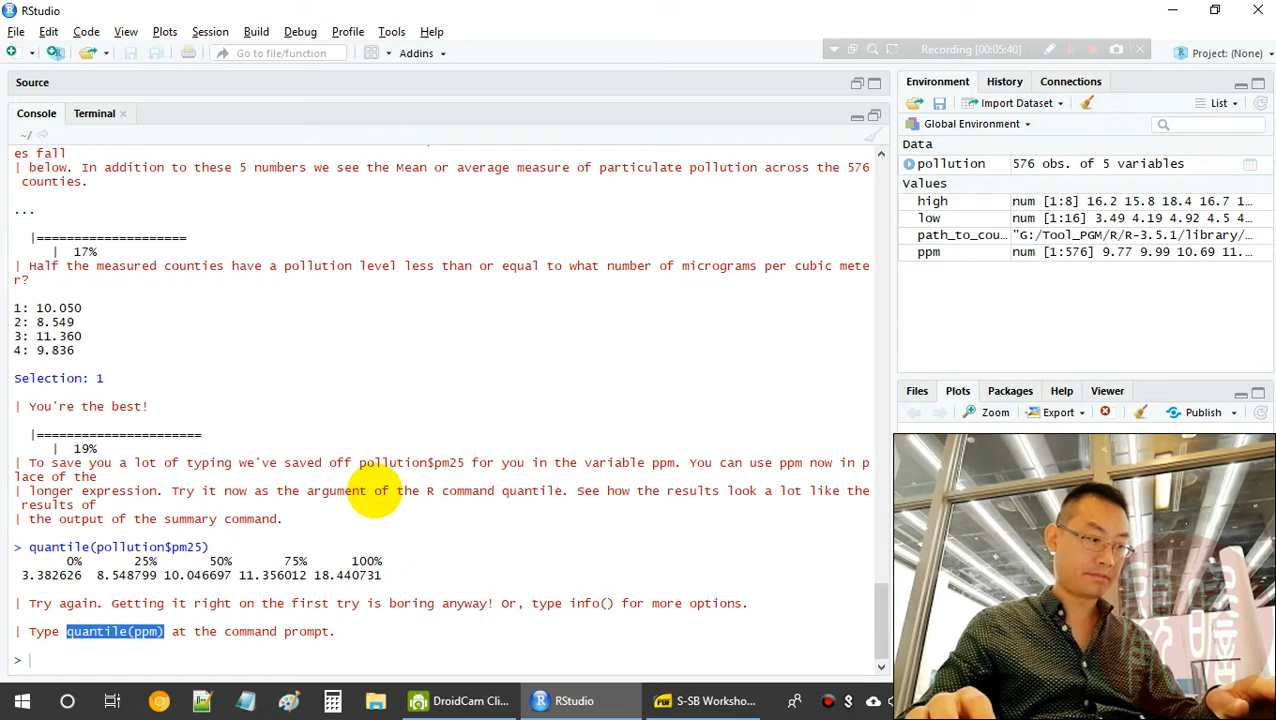 RStudio
File Edit Code View Plots Session Build Debug Profile Tools Help
Go to file/function
Addins
Recording [00:05:40]
Project: (None)
Source
Console Terminal
~/
es fall
| below. In addition to these 5 numbers we see the Mean or average measure of particulate pollution across the 576
counties.
...
|====================
| 17%
| Half the measured counties have a pollution level less than or equal to what number of micrograms per cubic mete
r?
1: 10.050
2: 8.549
3: 11.360
4: 9.836
Selection: 1
| You're the best!
|======================
| 19%
| To save you a lot of typing we've saved off pollution$pm25 for you in the variable ppm. You can use ppm now in p
lace of the
| longer expression. Try it now as the argument of the R command quantile. See how the results look a lot like the
results of
| the output of the summary command.
> quantile(pollution$pm25)
0% 25% 50% 75% 100%
3.382626 8.548799 10.046697 11.356012 18.440731
| Try again. Getting it right on the first try is boring anyway! Or, type info() for more options.
| Type quantile(ppm) at the command prompt.
>
Environment History Connections
Import Dataset
List
Global Environment
Data
pollution 576 obs. of 5 variables
Values
high num [1:8] 16.2 15.8 18.4 16.7 1…
low num [1:16] 3.49 4.19 4.92 4.5 4…
path_to_cou… "G:/Tool_PGM/R/R-3.5.1/library/…
ppm num [1:576] 9.77 9.99 10.69 11.…
Files Plots Packages Help Viewer
Zoom Export Publish
DroidCam Cli...
RStudio
S-SB Worksho...